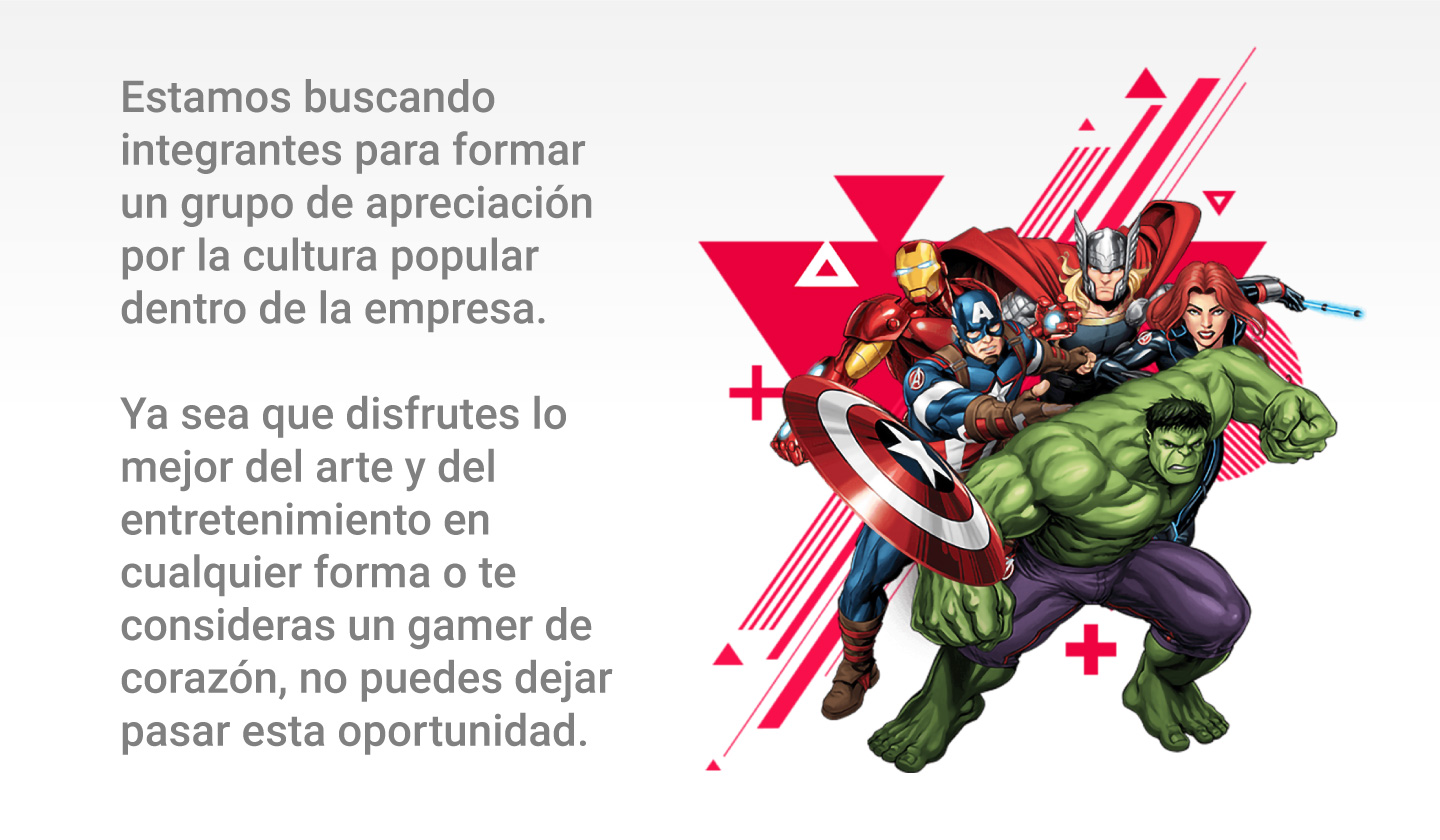 Estamos buscando
integrantes para formar
un grupo de apreciación
por la cultura popular
dentro de la empresa.
Ya sea que disfrutes lo
mejor del arte y del
entretenimiento en
cualquier forma o te
consideras un gamer de
corazón, no puedes dejar
pasar esta oportunidad.
A